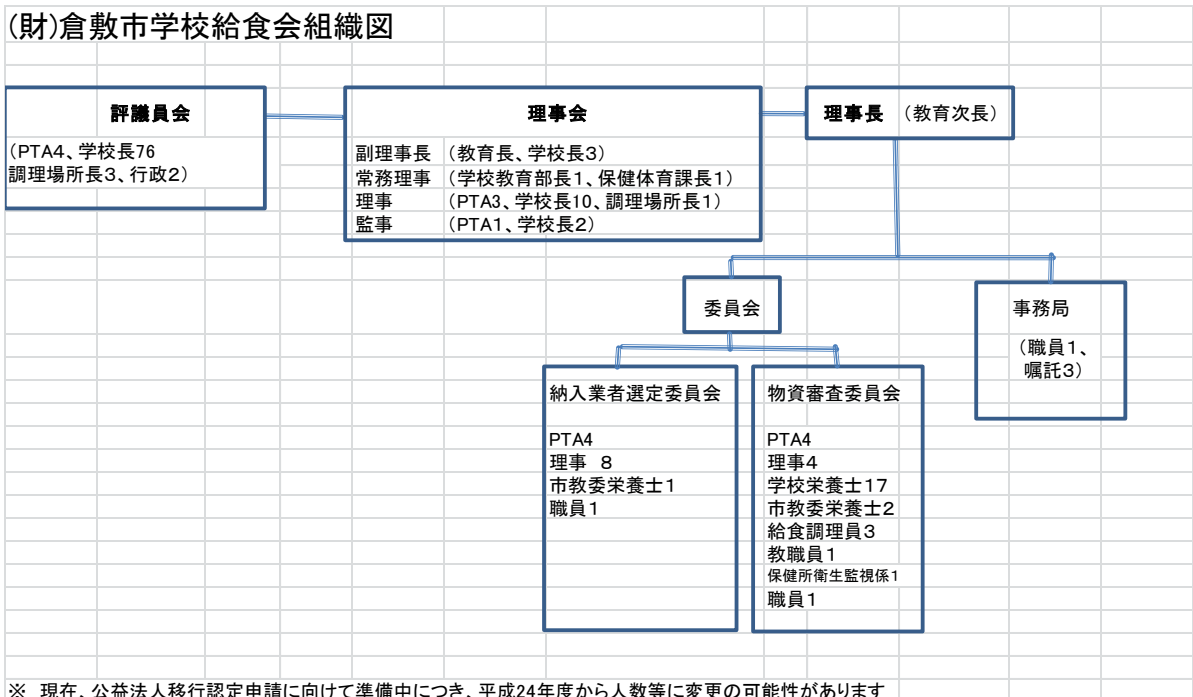 (財)倉敷市学校給食会組織図
評議員会
(PTA4、学校長76
調理場所長3、行政2)
理事会
副理事長 (教育長、学校長3)
常務理事 (学校教育部長1、保健体育課長1)
理事 (PTA3、学校長10、調理場所長1)
監事 (PTA1、学校長2)
理事長 (教育次長)
委員会
事務局
(職員1、
嘱託3)
納入業者選定委員会
PTA4
理事 8
市教委栄養士1
職員1
物資審査委員会
PTA4
理事4
学校栄養士17
市教委栄養士2
給食調理員3
教職員1
保健所衛生監視係1
職員1
※ 現在、公益法人移行認定申請に向けて準備中につき、平成24年度から人数等に変更の可能性があります